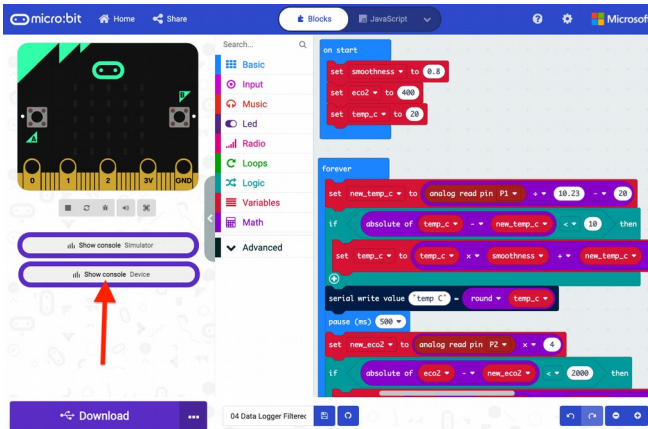 micro:bit Home Share Blocks JavaScript Microsoft
B
A
0 1 2 3V GND
Show console Simulator
Show console Device
Download
Search...
Basic
Input
Music
Led
Radio
Loops
Logic
Variables
Math
Advanced
on start
set smoothness to 0.8
set eco2 to 400
set temp_c to 20
forever
set new_temp_c to analog read pin P1 ÷ 10.23 - 20
if absolute of temp_c - new_temp_c < 10 then
set temp_c to temp_c x smoothness + new_temp_c
serial write value "temp C" = round temp_c
pause (ms) 500
set new_eco2 to analog read pin P2 x 4
if absolute of eco2 - new_eco2 < 2000 then
04 Data Logger Filterec